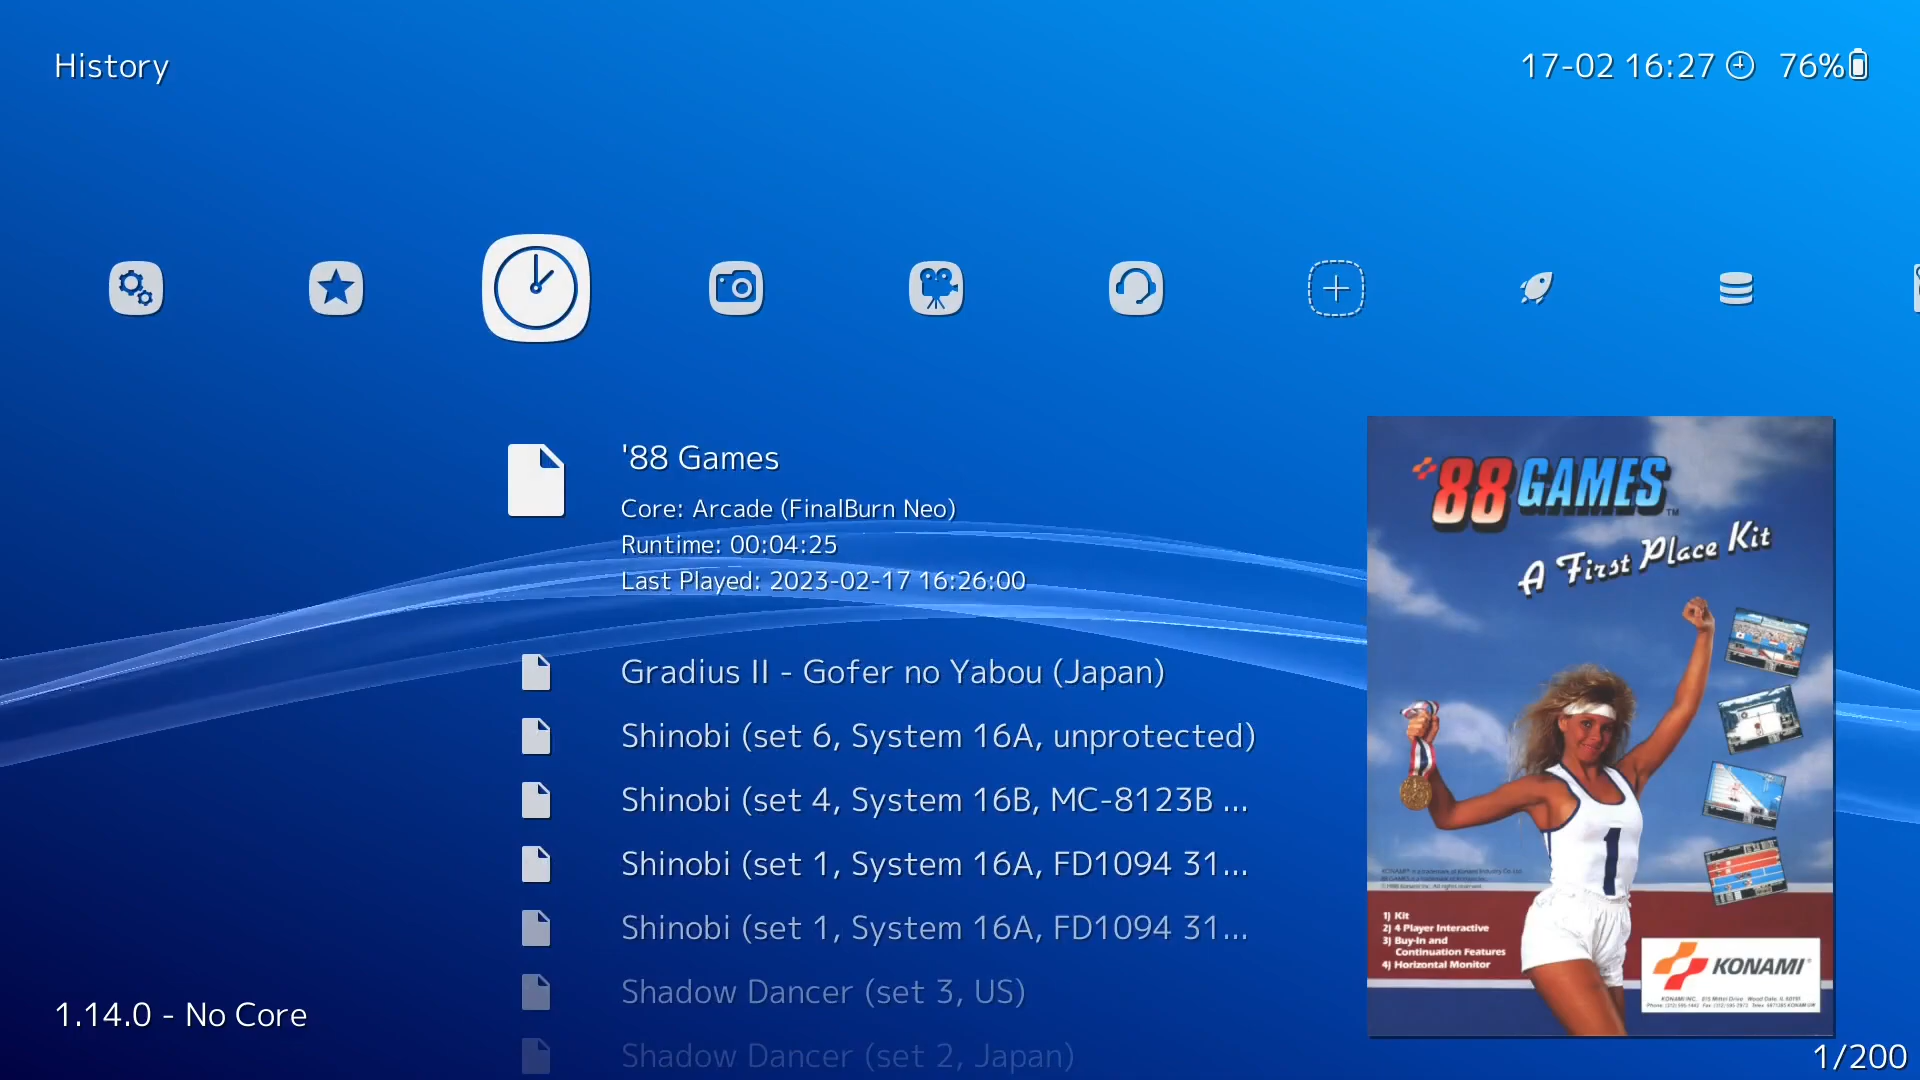 History
17-02 16:27
76%
'88 Games
Core: Arcade (FinalBurn Neo)
Runtime: 00:04:25
Last Played: 2023-02-17 16:26:00
Gradius II - Gofer no Yabou (Japan)
Shinobi (set 6, System 16A, unprotected)
Shinobi (set 4, System 16B, MC-8123B ...
Shinobi (set 1, System 16A, FD1094 31...
Shinobi (set 1, System 16A, FD1094 31...
Shadow Dancer (set 3, US)
Shadow Dancer (set 2, Japan)
'88 GAMES™
A First Place Kit
1
1) Kit
2) 4 Player Interactive
3) Buy-In and
Continuation Features
4) Horizontal Monitor
KONAMI®
1.14.0 - No Core
1/200